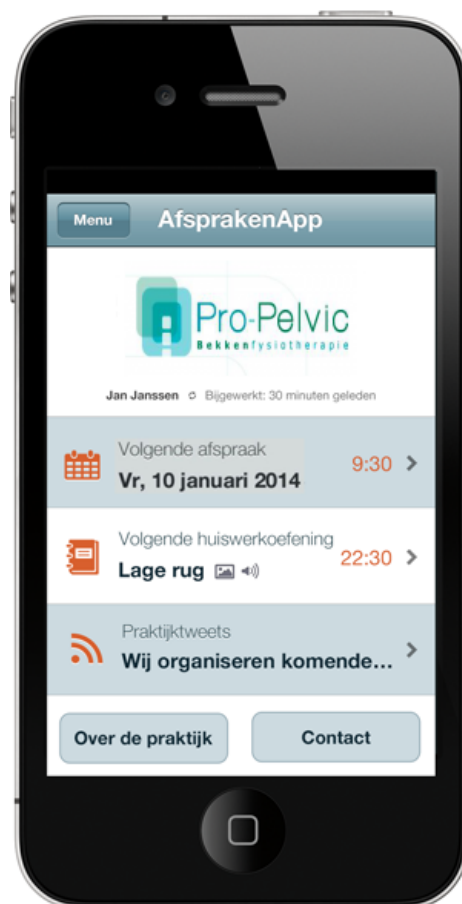 Menu
AfsprakenApp
Pro-Pelvic
Bekkenfysiotherapie
Jan Janssen Bijgewerkt: 30 minuten geleden
Volgende afspraak
Vr, 10 januari 2014
9:30
Volgende huiswerkoefening
Lage rug
22:30
Praktijktweets
Wij organiseren komende...
Over de praktijk
Contact